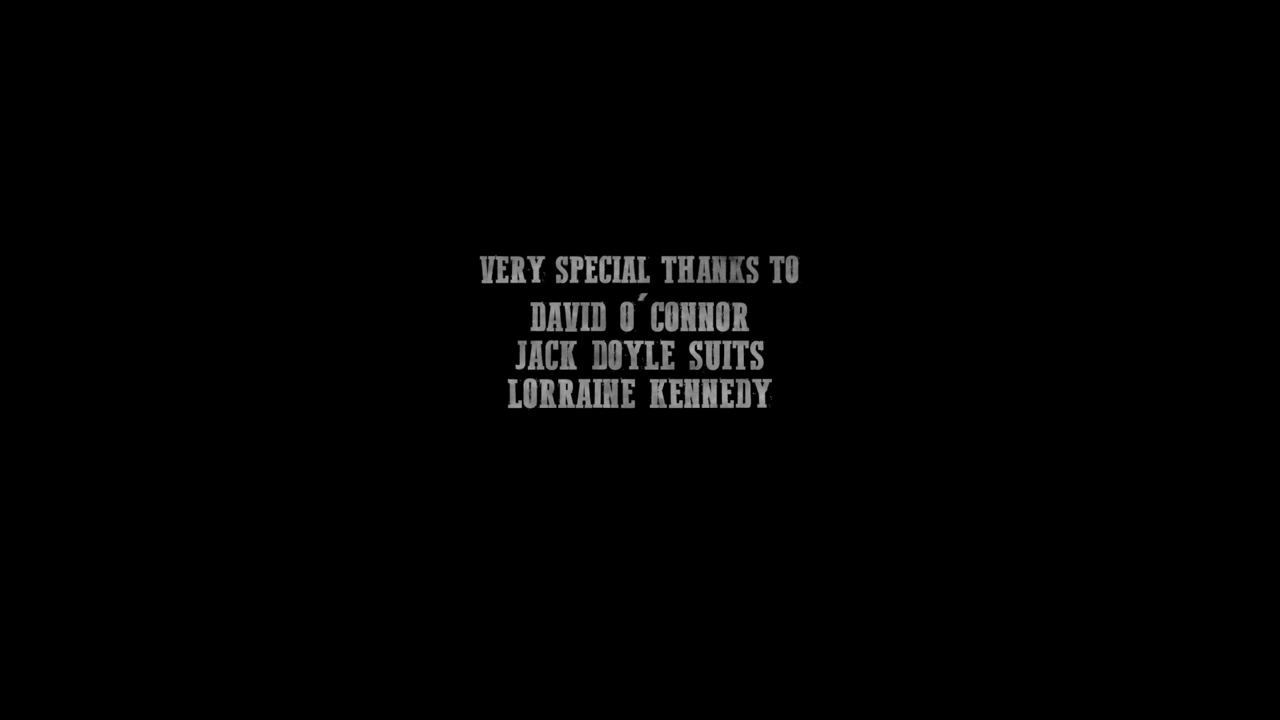 VERY SPECIAL THANKS TO
DAVID O´CONNOR
JACK DOYLE SUITS
LORRAINE KENNEDY